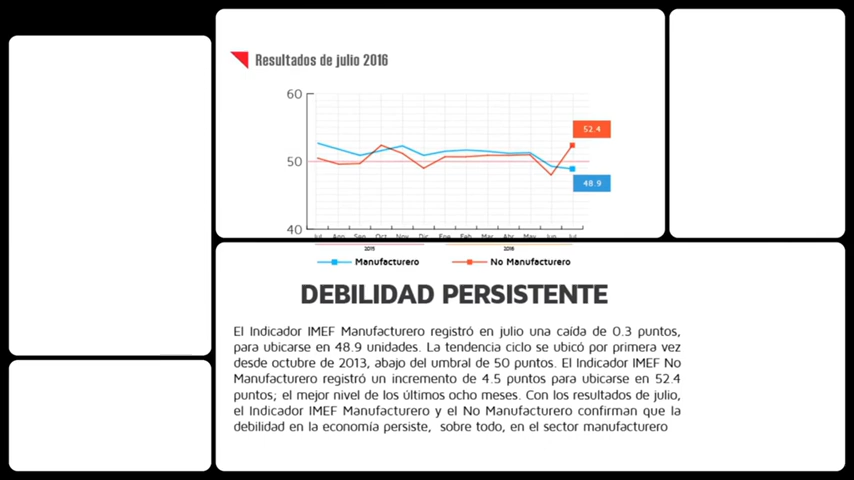 Resultados de julio 2016
60
52.4
50
48.9
40
Jul Ago Sep Oct Nov Dic Ene Feb Mar Abr May Jun Jul
2015 2016
Manufacturero No Manufacturero
DEBILIDAD PERSISTENTE
El Indicador IMEF Manufacturero registró en julio una caída de 0.3 puntos,
para ubicarse en 48.9 unidades. La tendencia ciclo se ubicó por primera vez
desde octubre de 2013, abajo del umbral de 50 puntos. El Indicador IMEF No
Manufacturero registró un incremento de 4.5 puntos para ubicarse en 52.4
puntos; el mejor nivel de los últimos ocho meses. Con los resultados de julio,
el Indicador IMEF Manufacturero y el No Manufacturero confirman que la
debilidad en la economía persiste, sobre todo, en el sector manufacturero